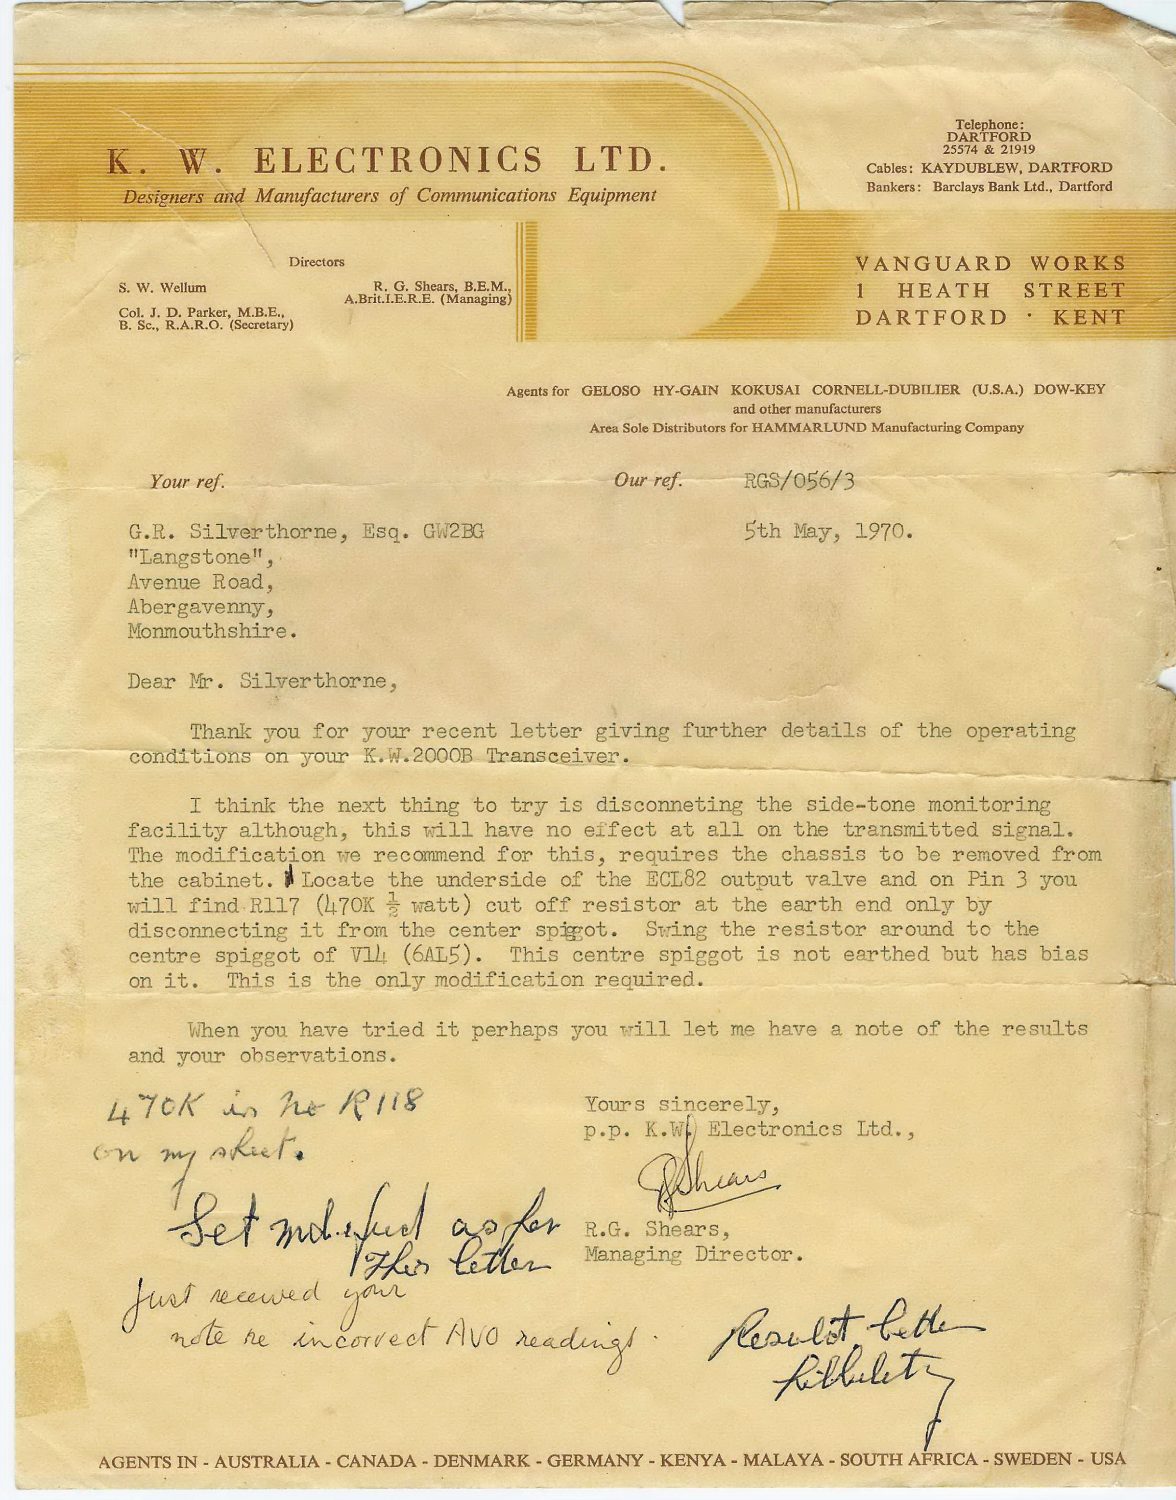 K. W. ELECTRONICS LTD.
Designers and Manufacturers of Communications Equipment
Telephone:
DARTFORD
25574 & 21919
Cables: KAYDUBLEW, DARTFORD
Bankers: Barclays Bank Ltd., Dartford
Directors
S. W. Wellum
Col. J. D. Parker, M.B.E.,
B. Sc., R.A.R.O. (Secretary)
R. G. Shears, B.E.M.,
A.Brit.I.E.R.E. (Managing)
VANGUARD WORKS
1 HEATH STREET
DARTFORD · KENT
Agents for GELOSO HY-GAIN KOKUSAI CORNELL-DUBILIER (U.S.A.) DOW-KEY
and other manufacturers
Area Sole Distributors for HAMMARLUND Manufacturing Company
Your ref.
Our ref. RGS/056/3
G.R. Silverthorne, Esq. GW2BG
5th May, 1970.
"Langstone",
Avenue Road,
Abergavenny,
Monmouthshire.
Dear Mr. Silverthorne,
Thank you for your recent letter giving further details of the operating
conditions on your K.W.2000B Transceiver.
I think the next thing to try is disconneting the side-tone monitoring
facility although, this will have no effect at all on the transmitted signal.
The modification we recommend for this, requires the chassis to be removed from
the cabinet. Locate the underside of the ECL82 output valve and on Pin 3 you
will find R117 (470K ½ watt) cut off resistor at the earth end only by
disconnecting it from the center spiggot. Swing the resistor around to the
centre spiggot of V14 (6AL5). This centre spiggot is not earthed but has bias
on it. This is the only modification required.
When you have tried it perhaps you will let me have a note of the results
and your observations.
470K is no R118
on my sheet.
Yours sincerely,
p.p. K.W. Electronics Ltd.,
RGShears
R.G. Shears,
Managing Director.
Set modified as per
this letter
Just received your
note re incorrect AVO readings.
Result better
AGENTS IN - AUSTRALIA - CANADA - DENMARK - GERMANY - KENYA - MALAYA - SOUTH AFRICA - SWEDEN - USA